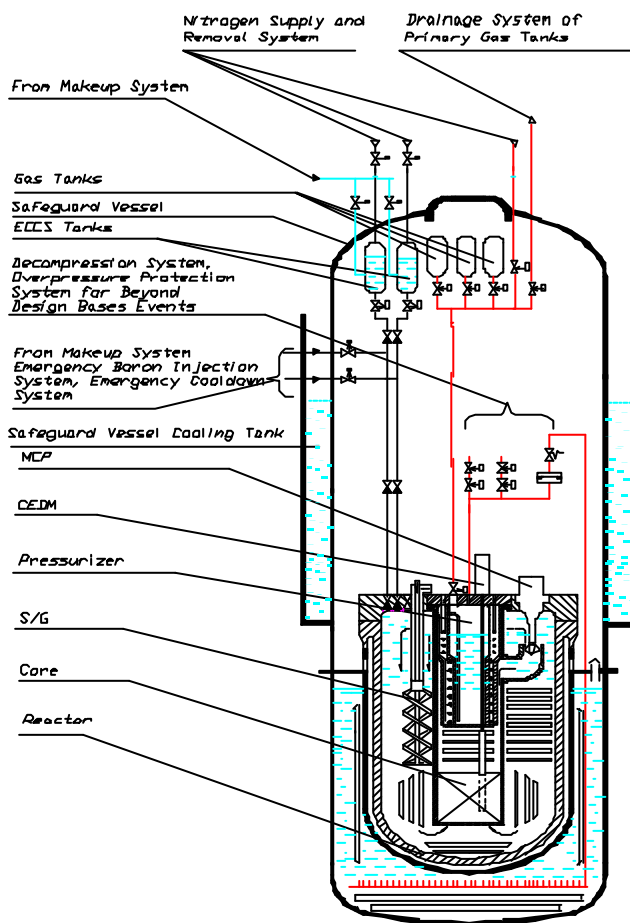 Nitrogen Supply and
Removal System
Drainage System of
Primary Gas Tanks
From Makeup System
Gas Tanks
Safeguard Vessel
ECCS Tanks
Decompression System,
Overpressure Protection
System for Beyond
Design Bases Events
From Makeup System
Emergency Boron Injection
System, Emergency Cooldown
System
Safeguard Vessel Cooling Tank
MCP
CEDM
Pressurizer
S/G
Core
Reactor